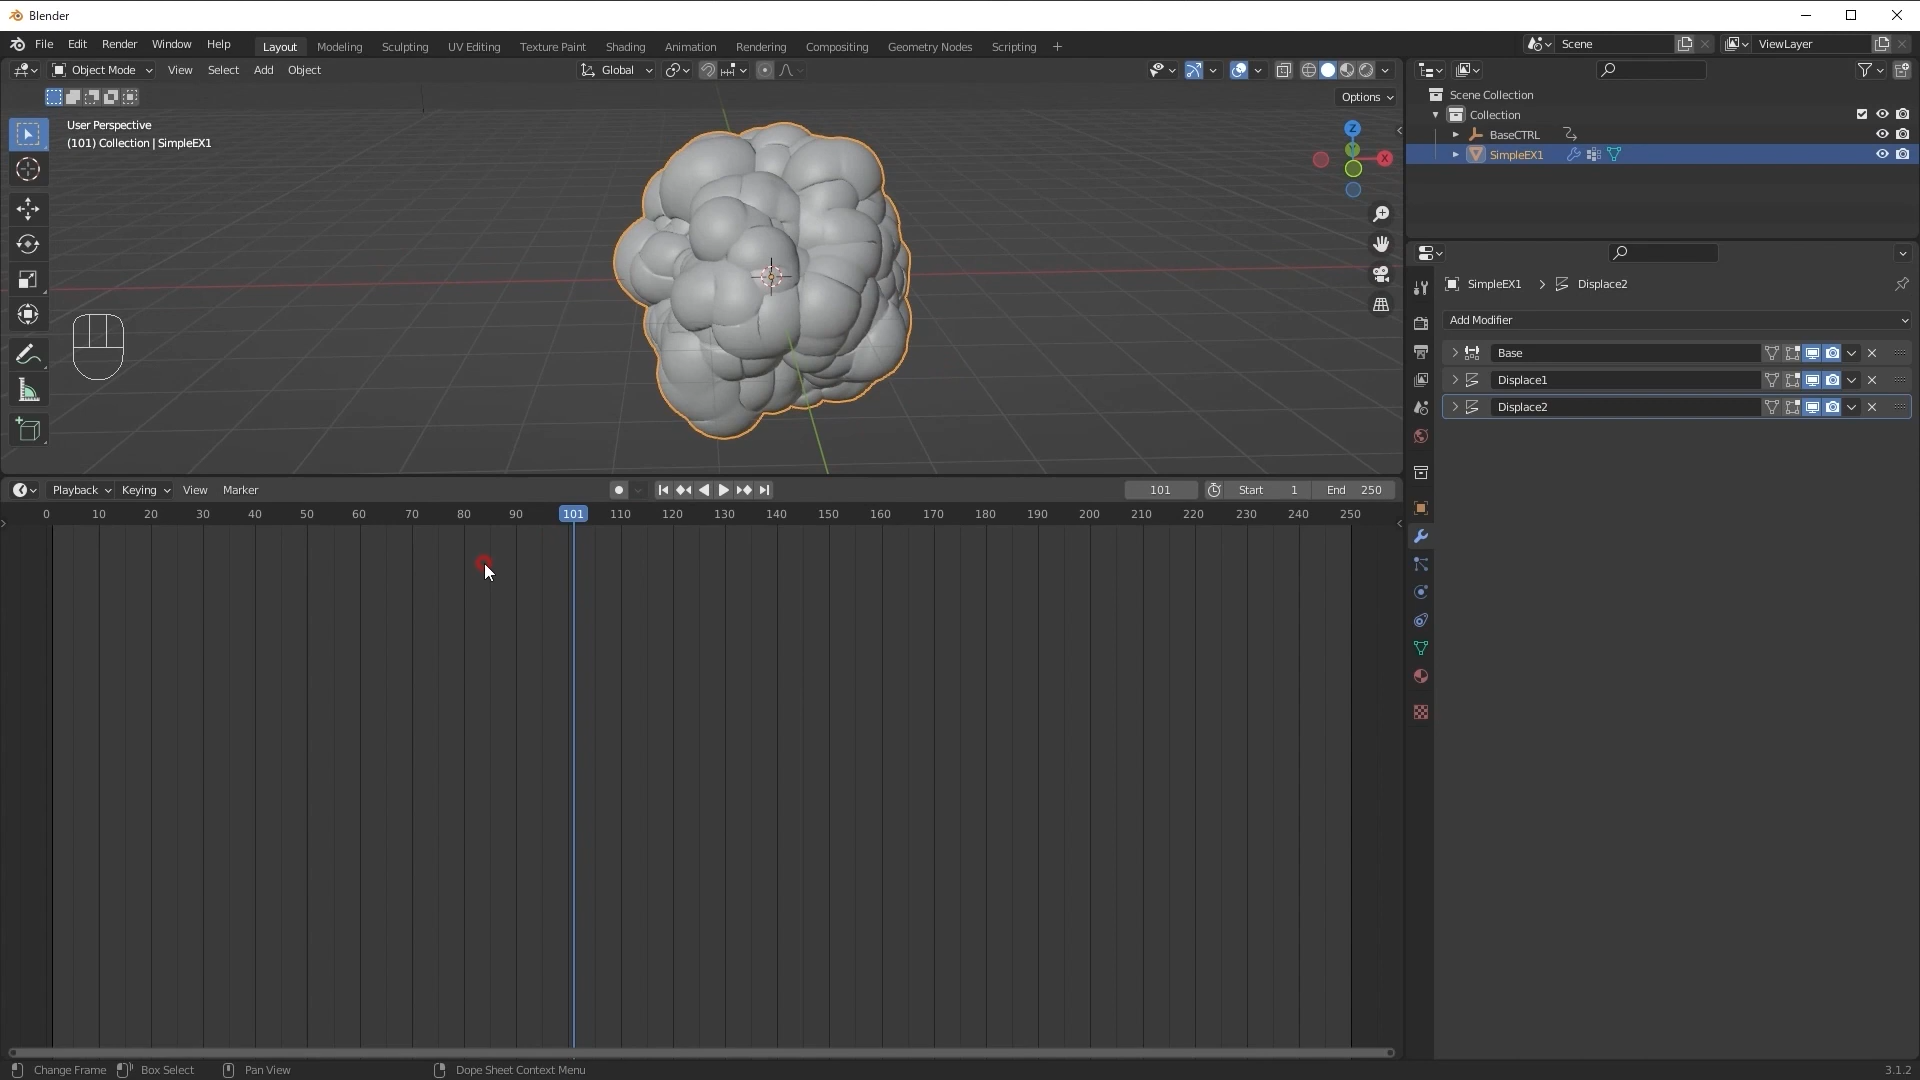 Blender
File Edit Render Window Help Layout Modeling Sculpting UV Editing Texture Paint Shading Animation Rendering Compositing Geometry Nodes Scripting + Scene ViewLayer
Object Mode View Select Add Object Global
Options
User Perspective
(101) Collection | SimpleEX1
Z
X
Scene Collection
Collection
BaseCTRL
SimpleEX1
SimpleEX1 > Displace2
Add Modifier
Base
Displace1
Displace2
Playback Keying View Marker 101 Start 1 End 250
0 10 20 30 40 50 60 70 80 90 101 110 120 130 140 150 160 170 180 190 200 210 220 230 240 250
Change Frame Box Select Pan View Dope Sheet Context Menu 3.1.2